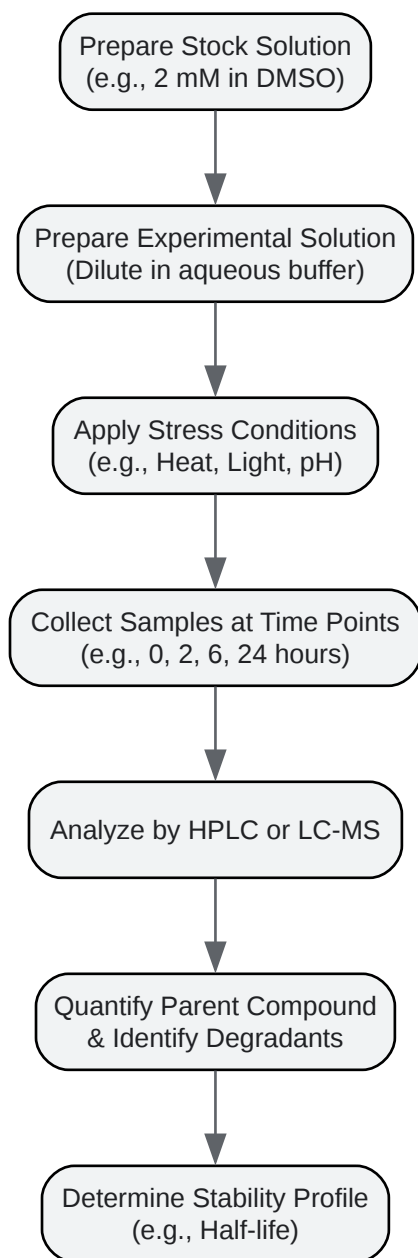 Prepare Stock Solution
(e.g., 2 mM in DMSO)
Prepare Experimental Solution
(Dilute in aqueous buffer)
Apply Stress Conditions
(e.g., Heat, Light, pH)
Collect Samples at Time Points
(e.g., 0, 2, 6, 24 hours)
Analyze by HPLC or LC-MS
Quantify Parent Compound
& Identify Degradants
Determine Stability Profile
(e.g., Half-life)